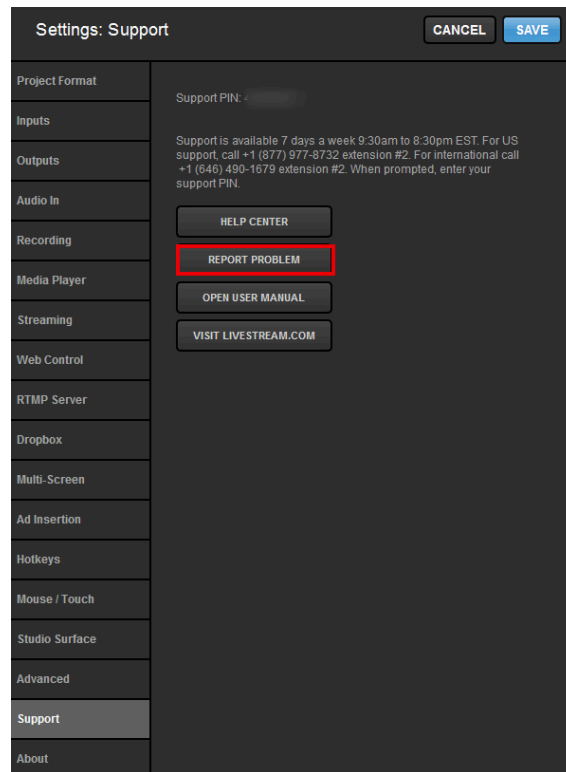 Settings: Support
CANCEL
SAVE
Project Format
Inputs
Outputs
Audio In
Recording
Media Player
Streaming
Web Control
RTMP Server
Dropbox
Multi-Screen
Ad Insertion
Hotkeys
Mouse / Touch
Studio Surface
Advanced
Support
About
Support PIN:
Support is available 7 days a week 9:30am to 8:30pm EST. For US
support, call +1 (877) 977-8732 extension #2. For international call
+1 (646) 490-1679 extension #2. When prompted, enter your
support PIN.
HELP CENTER
REPORT PROBLEM
OPEN USER MANUAL
VISIT LIVESTREAM.COM